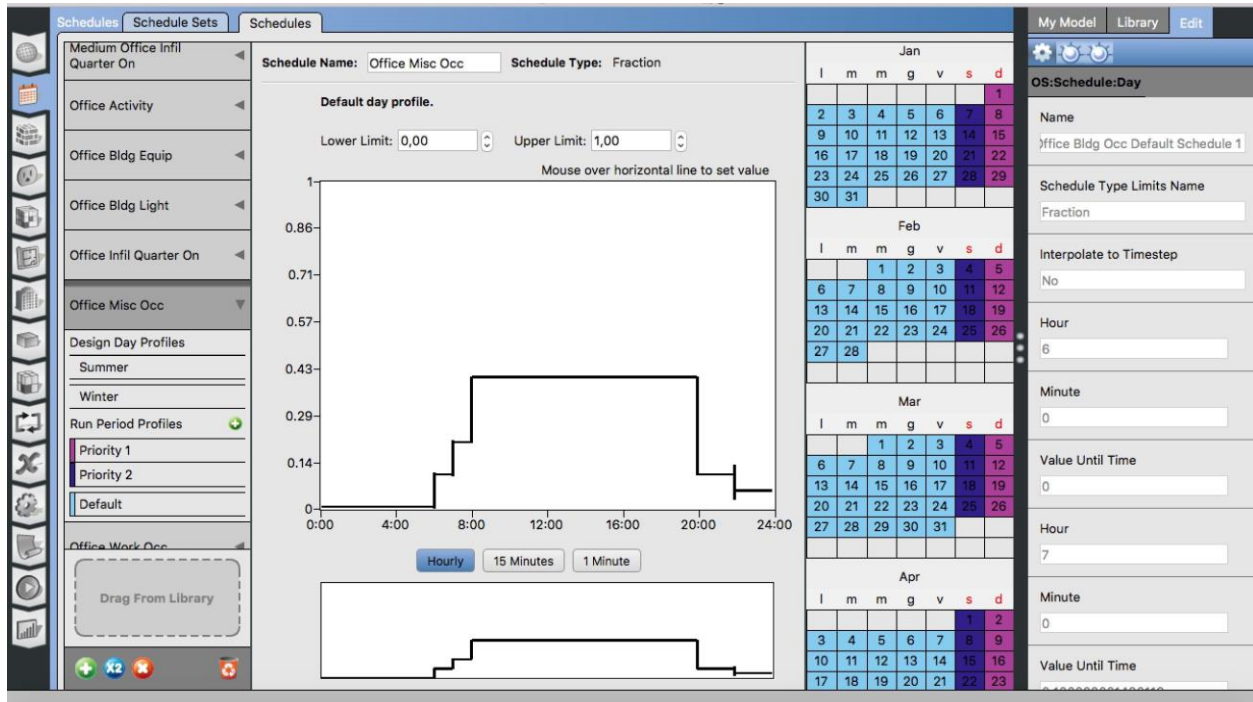 Schedules Schedule Sets Schedules
My Model Library Edit
Medium Office Infil
Quarter On
Office Activity
Office Bldg Equip
Office Bldg Light
Office Infil Quarter On
Office Misc Occ
Design Day Profiles
Summer
Winter
Run Period Profiles
Priority 1
Priority 2
Default
Drag From Library
X2
Schedule Name: Office Misc Occ Schedule Type: Fraction
Default day profile.
Lower Limit: 0,00 Upper Limit: 1,00
Mouse over horizontal line to set value
1
0.86
0.71
0.57
0.43
0.29
0.14
0
0:00 4:00 8:00 12:00 16:00 20:00 24:00
Hourly 15 Minutes 1 Minute
Jan
l m m g v s d
1
2 3 4 5 6 7 8
9 10 11 12 13 14 15
16 17 18 19 20 21 22
23 24 25 26 27 28 29
30 31
Feb
l m m g v s d
1 2 3 4 5
6 7 8 9 10 11 12
13 14 15 16 17 18 19
20 21 22 23 24 25 26
27 28
Mar
l m m g v s d
1 2 3 4 5
6 7 8 9 10 11 12
13 14 15 16 17 18 19
20 21 22 23 24 25 26
27 28 29 30 31
Apr
l m m g v s d
1 2
3 4 5 6 7 8 9
10 11 12 13 14 15 16
17 18 19 20 21 22 23
OS:Schedule:Day
Name
Office Bldg Occ Default Schedule 1
Schedule Type Limits Name
Fraction
Interpolate to Timestep
No
Hour
6
Minute
0
Value Until Time
0
Hour
7
Minute
0
Value Until Time